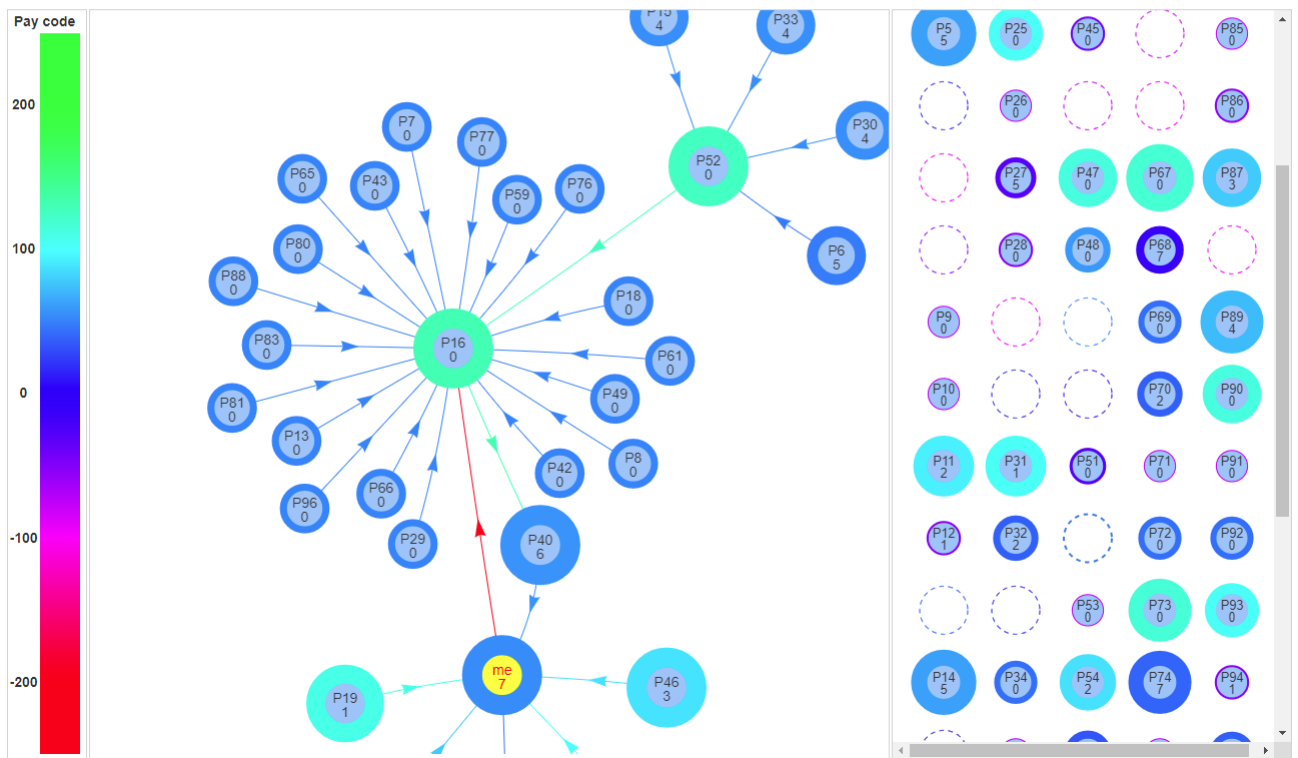 Pay code
200
100
0
-100
-200
P15
4
P33
4
P30
4
P52
0
P6
5
P7
0
P77
0
P65
0
P43
0
P59
0
P76
0
P80
0
P88
0
P18
0
P83
0
P16
0
P61
0
P49
0
P81
0
P13
0
P8
0
P42
0
P96
0
P66
0
P29
0
P40
6
me
7
P19
1
P46
3
P5
5
P25
0
P45
0
P85
0
P26
0
P86
0
P27
5
P47
0
P67
0
P87
3
P28
0
P48
0
P68
7
P9
0
P69
0
P89
4
P10
0
P70
2
P90
0
P11
2
P31
1
P51
0
P71
0
P91
0
P12
1
P32
2
P72
0
P92
0
P53
0
P73
0
P93
0
P14
5
P34
0
P54
2
P74
7
P94
1